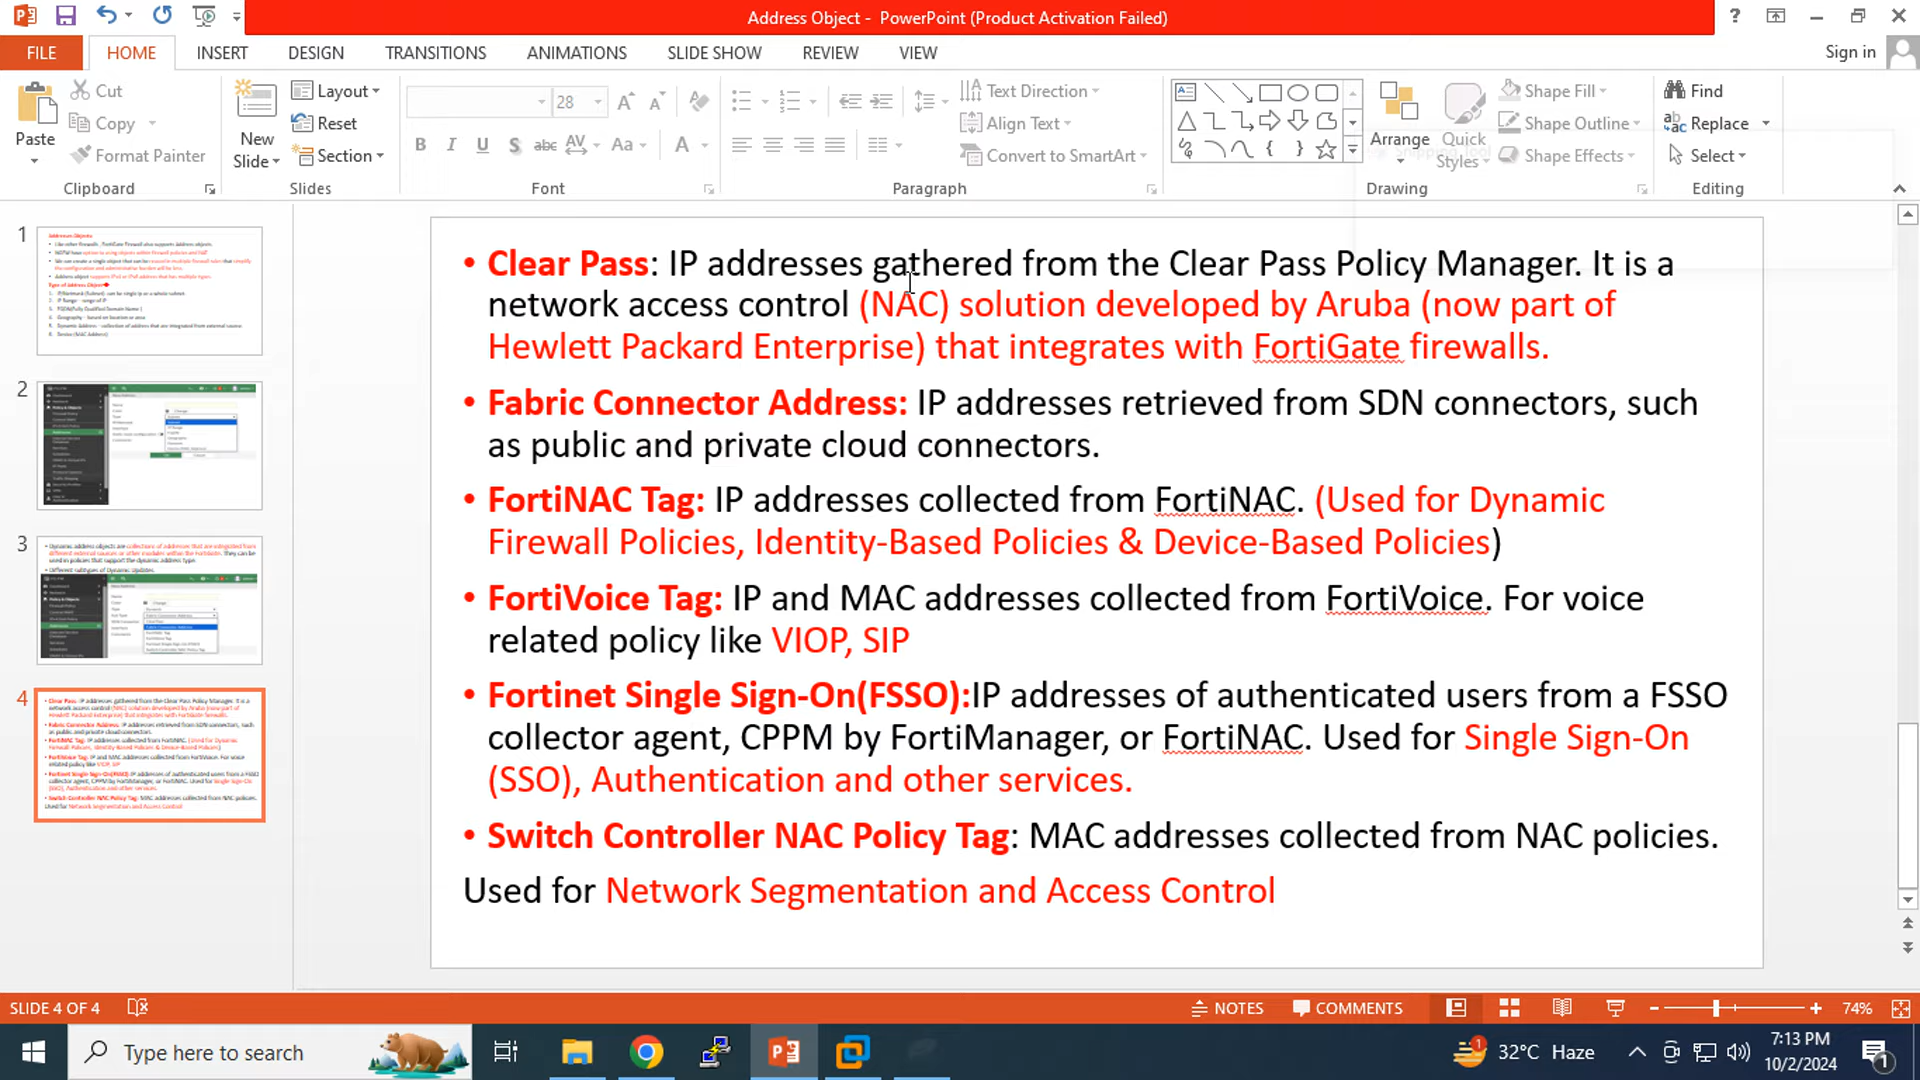 Address Object - PowerPoint (Product Activation Failed)
FILE HOME INSERT DESIGN TRANSITIONS ANIMATIONS SLIDE SHOW REVIEW VIEW Sign in
Paste Cut Copy Format Painter Clipboard
New Slide Layout Reset Section Slides
28 Font
Text Direction Align Text Convert to SmartArt Paragraph
Arrange Quick Styles Shape Fill Shape Outline Shape Effects Drawing
Find Replace Select Editing
1
Addresses Objects
2
3
4
• Clear Pass: IP addresses gathered from the Clear Pass Policy Manager. It is a
network access control (NAC) solution developed by Aruba (now part of
Hewlett Packard Enterprise) that integrates with FortiGate firewalls.
• Fabric Connector Address: IP addresses retrieved from SDN connectors, such
as public and private cloud connectors.
• FortiNAC Tag: IP addresses collected from FortiNAC. (Used for Dynamic
Firewall Policies, Identity-Based Policies & Device-Based Policies)
• FortiVoice Tag: IP and MAC addresses collected from FortiVoice. For voice
related policy like VIOP, SIP
• Fortinet Single Sign-On(FSSO):IP addresses of authenticated users from a FSSO
collector agent, CPPM by FortiManager, or FortiNAC. Used for Single Sign-On
(SSO), Authentication and other services.
• Switch Controller NAC Policy Tag: MAC addresses collected from NAC policies.
Used for Network Segmentation and Access Control
SLIDE 4 OF 4 NOTES COMMENTS 74%
Type here to search 32°C Haze 7:13 PM
10/2/2024